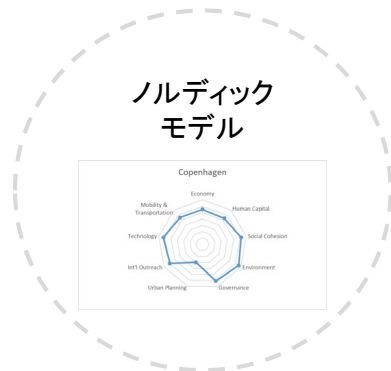 ノルディック
モデル
Copenhagen
Economy
Human Capital
Social Cohesion
Environment
Governance
Urban Planning
Int'l Outreach
Technology
Mobility &
Transportation